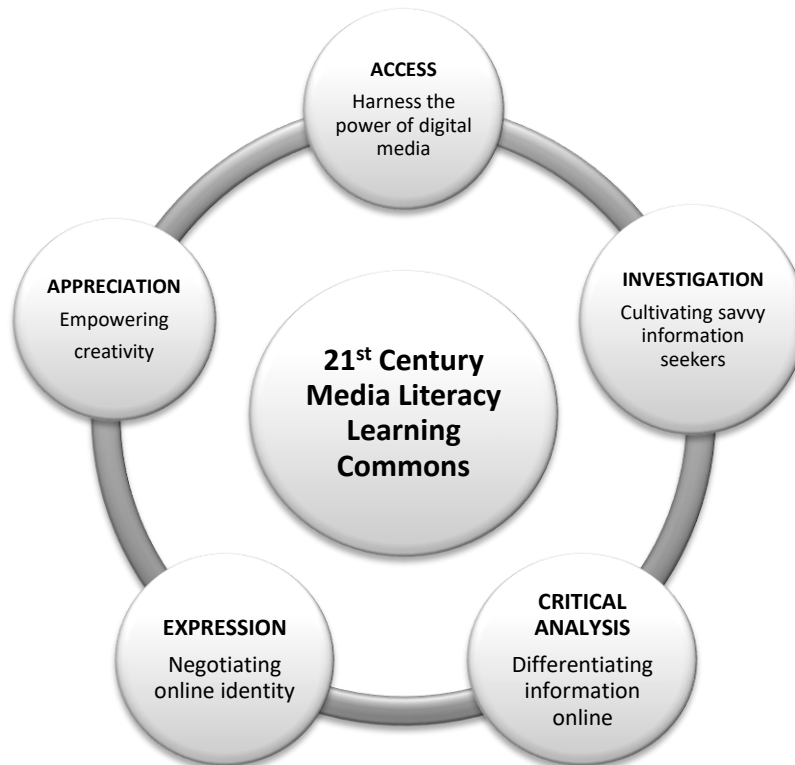 ACCESS
Harness the
power of digital
media
INVESTIGATION
Cultivating savvy
information
seekers
CRITICAL
ANALYSIS
Differentiating
information
online
EXPRESSION
Negotiating
online identity
APPRECIATION
Empowering
creativity
21st Century
Media Literacy
Learning
Commons